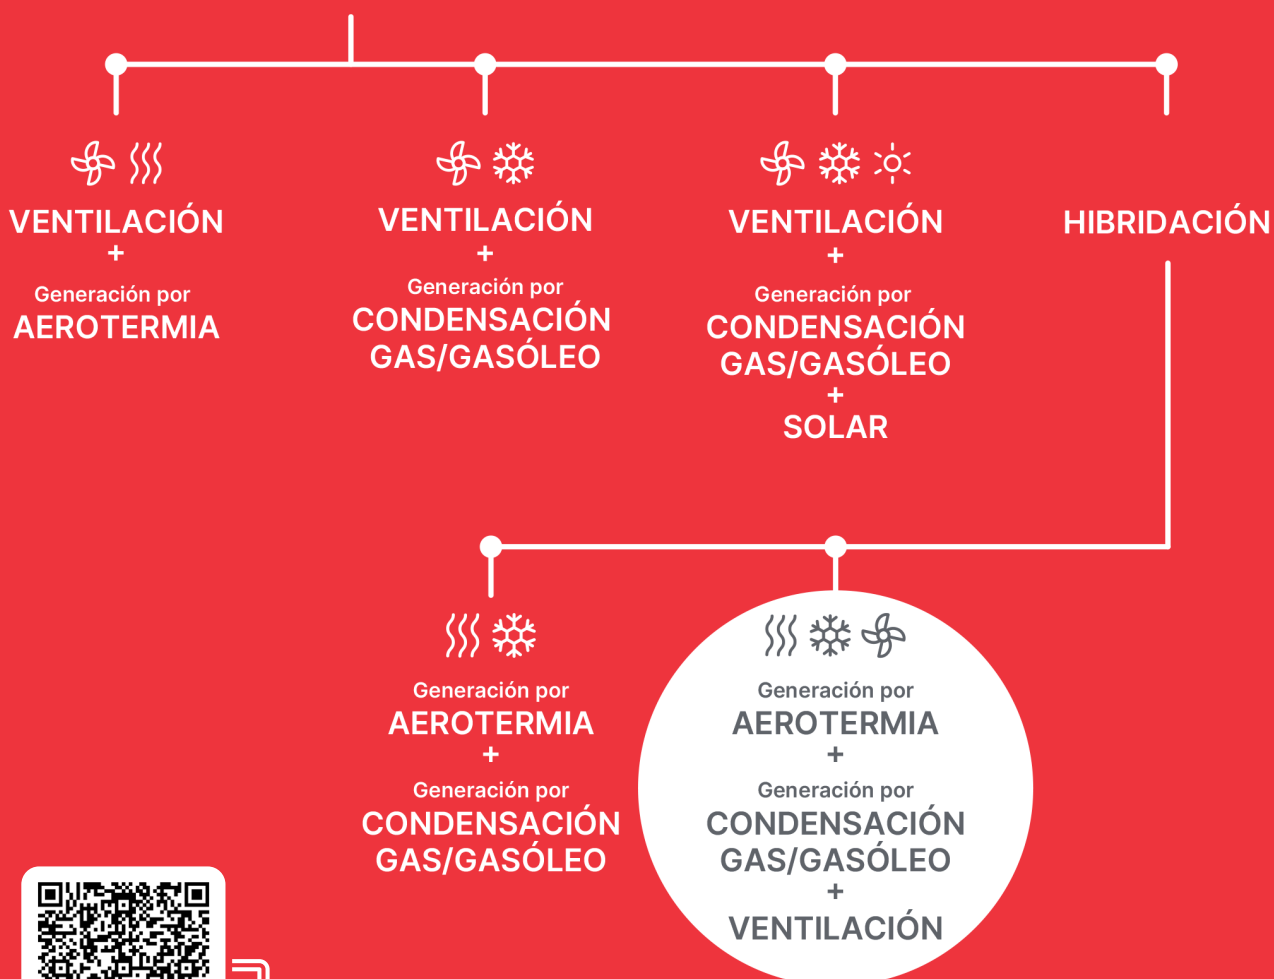 VENTILACIÓN
+
Generación por
AEROTERMIA
VENTILACIÓN
+
Generación por
CONDENSACIÓN
GAS/GASÓLEO
VENTILACIÓN
+
Generación por
CONDENSACIÓN
GAS/GASÓLEO
+
SOLAR
HIBRIDACIÓN
Generación por
AEROTERMIA
+
Generación por
CONDENSACIÓN
GAS/GASÓLEO
Generación por
AEROTERMIA
+
Generación por
CONDENSACIÓN
GAS/GASÓLEO
+
VENTILACIÓN